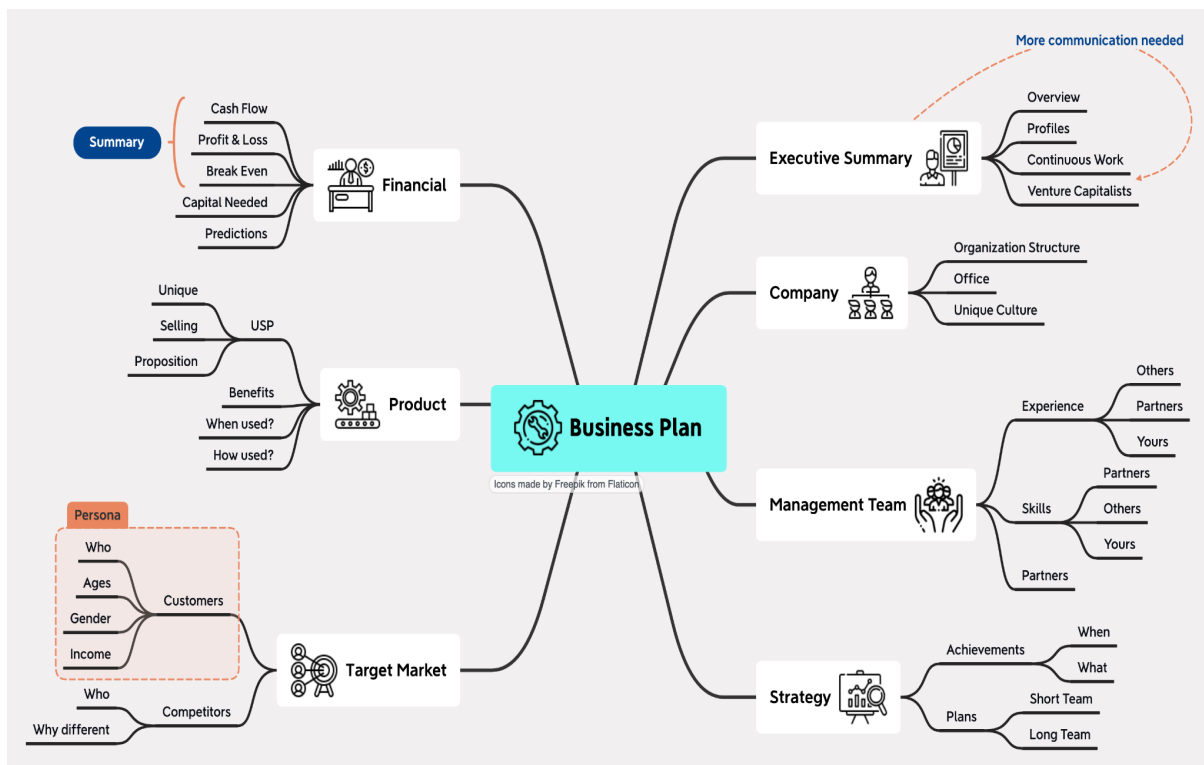 More communication needed
Summary
Cash Flow
Profit & Loss
Break Even
Capital Needed
Predictions
Financial
Unique
Selling
Proposition
USP
Benefits
When used?
How used?
Product
Persona
Who
Ages
Gender
Income
Customers
Who
Why different
Competitors
Target Market
Business Plan
Icons made by Freepik from Flaticon
Executive Summary
Overview
Profiles
Continuous Work
Venture Capitalists
Company
Organization Structure
Office
Unique Culture
Management Team
Experience
Others
Partners
Yours
Skills
Partners
Others
Yours
Partners
Strategy
Achievements
When
What
Plans
Short Team
Long Team